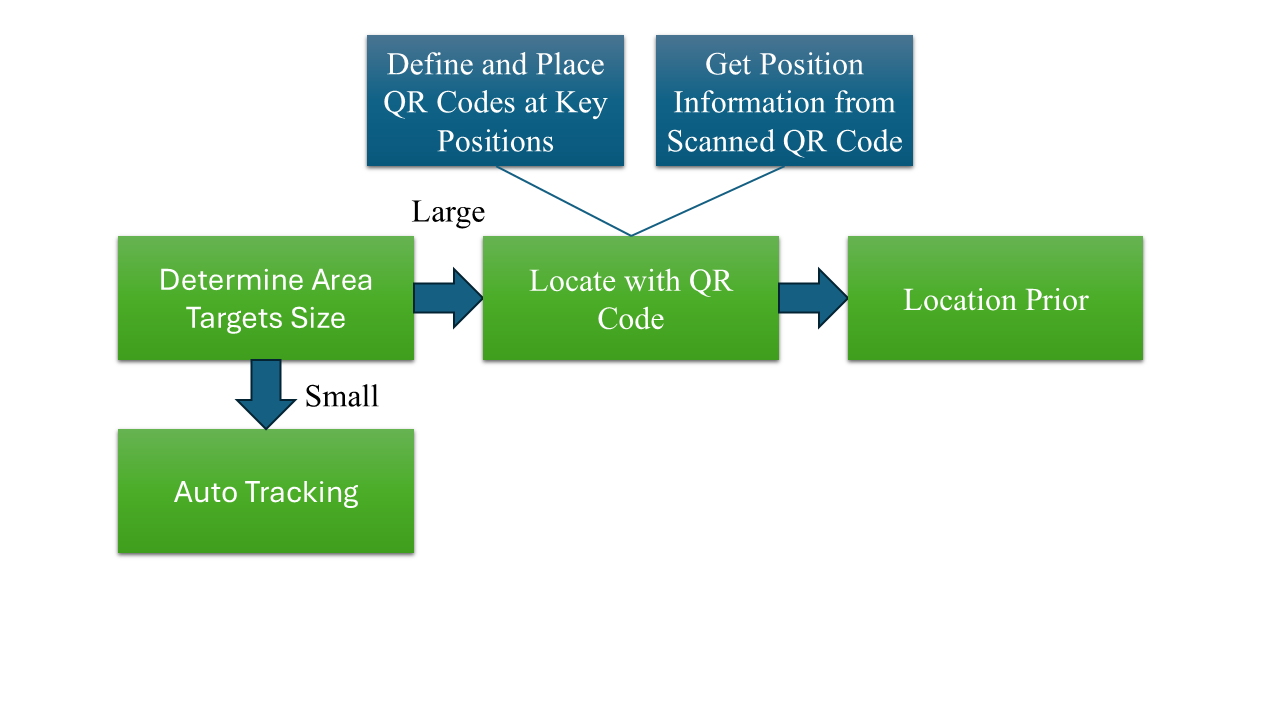 Define and Place
QR Codes at Key
Positions
Get Position
Information from
Scanned QR Code
Large
Determine Area
Targets Size
Locate with QR
Code
Location Prior
Small
Auto Tracking